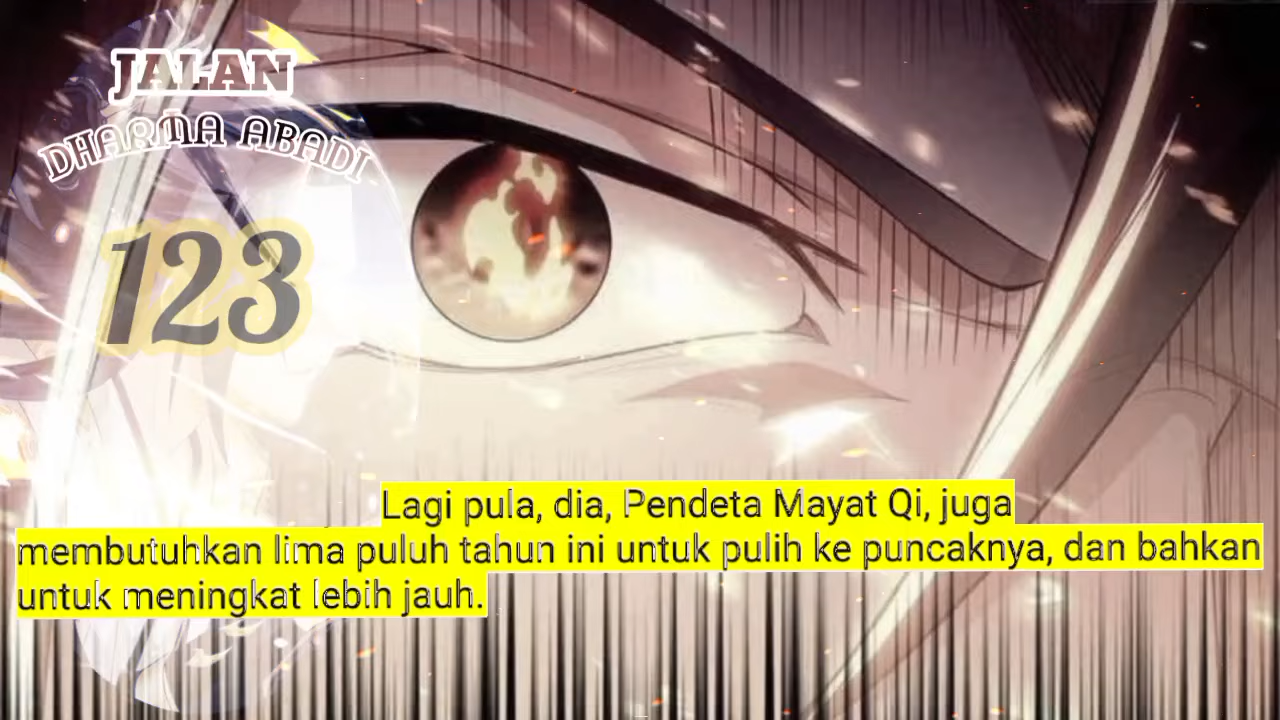 JALAN
DHARMA ABADI
123
Lagi pula, dia, Pendeta Mayat Qi, juga
membutuhkan lima puluh tahun ini untuk pulih ke puncaknya, dan bahkan
untuk meningkat lebih jauh.